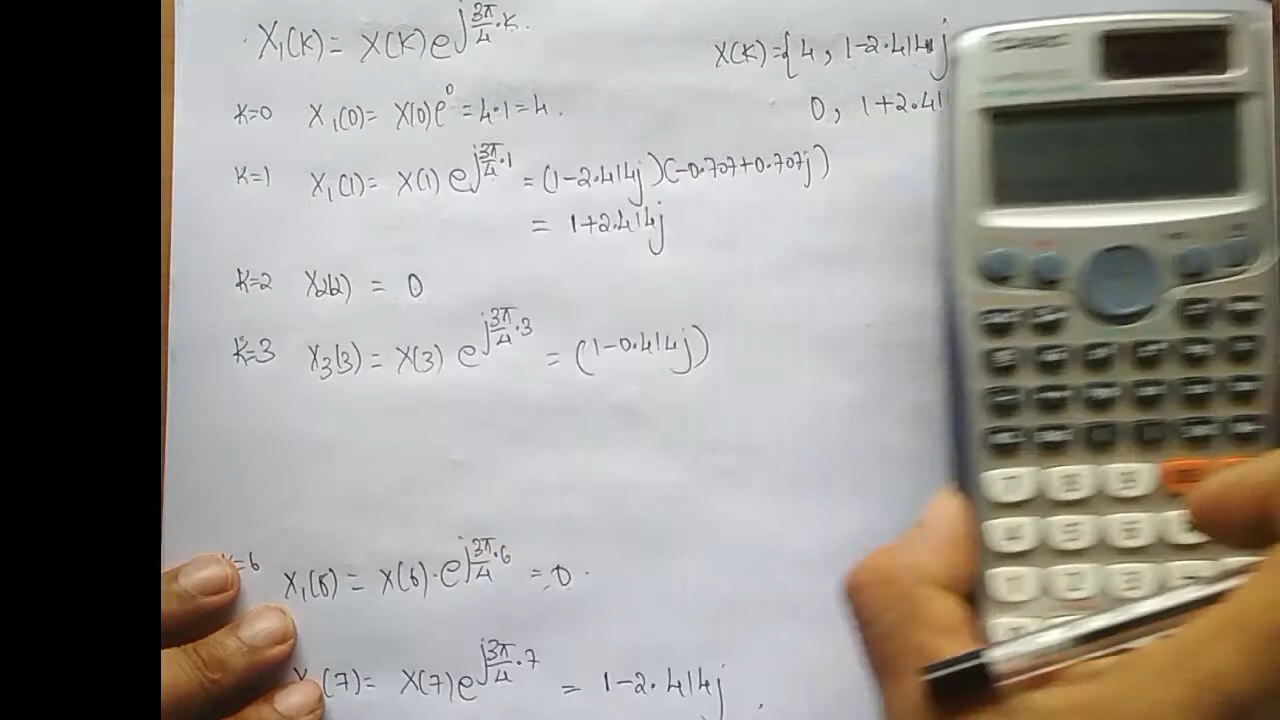 X₁(K) = X(K) e^{j3π/4·K}.
X(K) = {4, 1-2.414j
0, 1+2.41
K=0 X₁(0) = X(0)e⁰ = 4·1 = 4.
K=1 X₁(1) = X(1) e^{j3π/4·1} = (1-2.414j)(-0.707+0.707j)
= 1+2.414j
K=2 X₂(2) = 0
K=3 X₃(3) = X(3) e^{j3π/4·3} = (1-0.414j)
=6 X₁(6) = X(6)·e^{j3π/4·6} = 0.
(7) = X(7)e^{j3π/4·7} = 1-2.414j